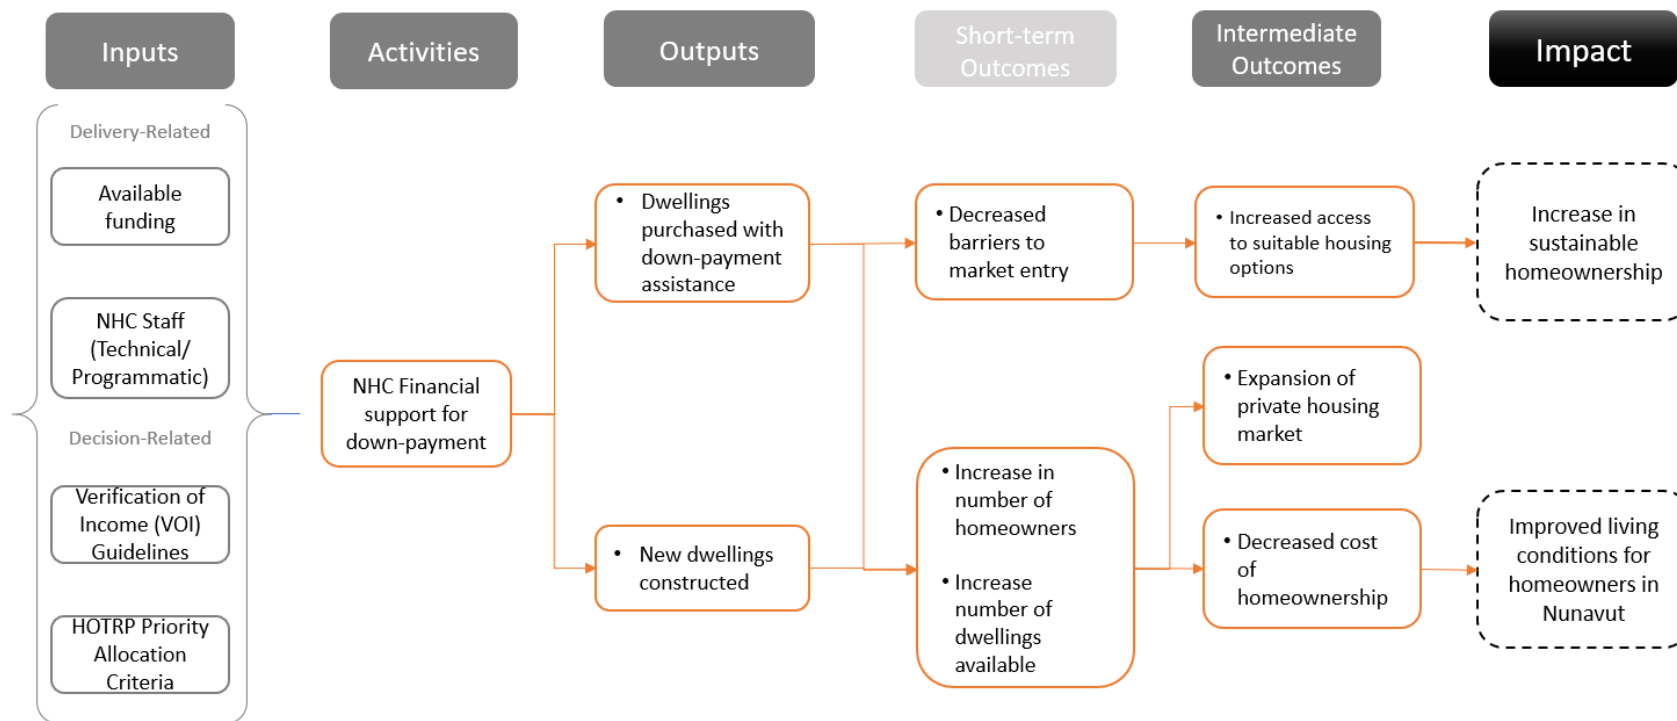 Inputs
Activities
Outputs
Short-term
Outcomes
Intermediate
Outcomes
Impact
Delivery-Related
Available
funding
NHC Staff
(Technical/
Programmatic)
Decision-Related
Verification of
Income (VOI)
Guidelines
HOTRP Priority
Allocation
Criteria
NHC Financial
support for
down-payment
• Dwellings
purchased with
down-payment
assistance
• New dwellings
constructed
• Decreased
barriers to
market entry
• Increase in
number of
homeowners
• Increase
number of
dwellings
available
• Increased access
to suitable housing
options
• Expansion of
private housing
market
• Decreased cost
of
homeownership
Increase in
sustainable
homeownership
Improved living
conditions for
homeowners in
Nunavut